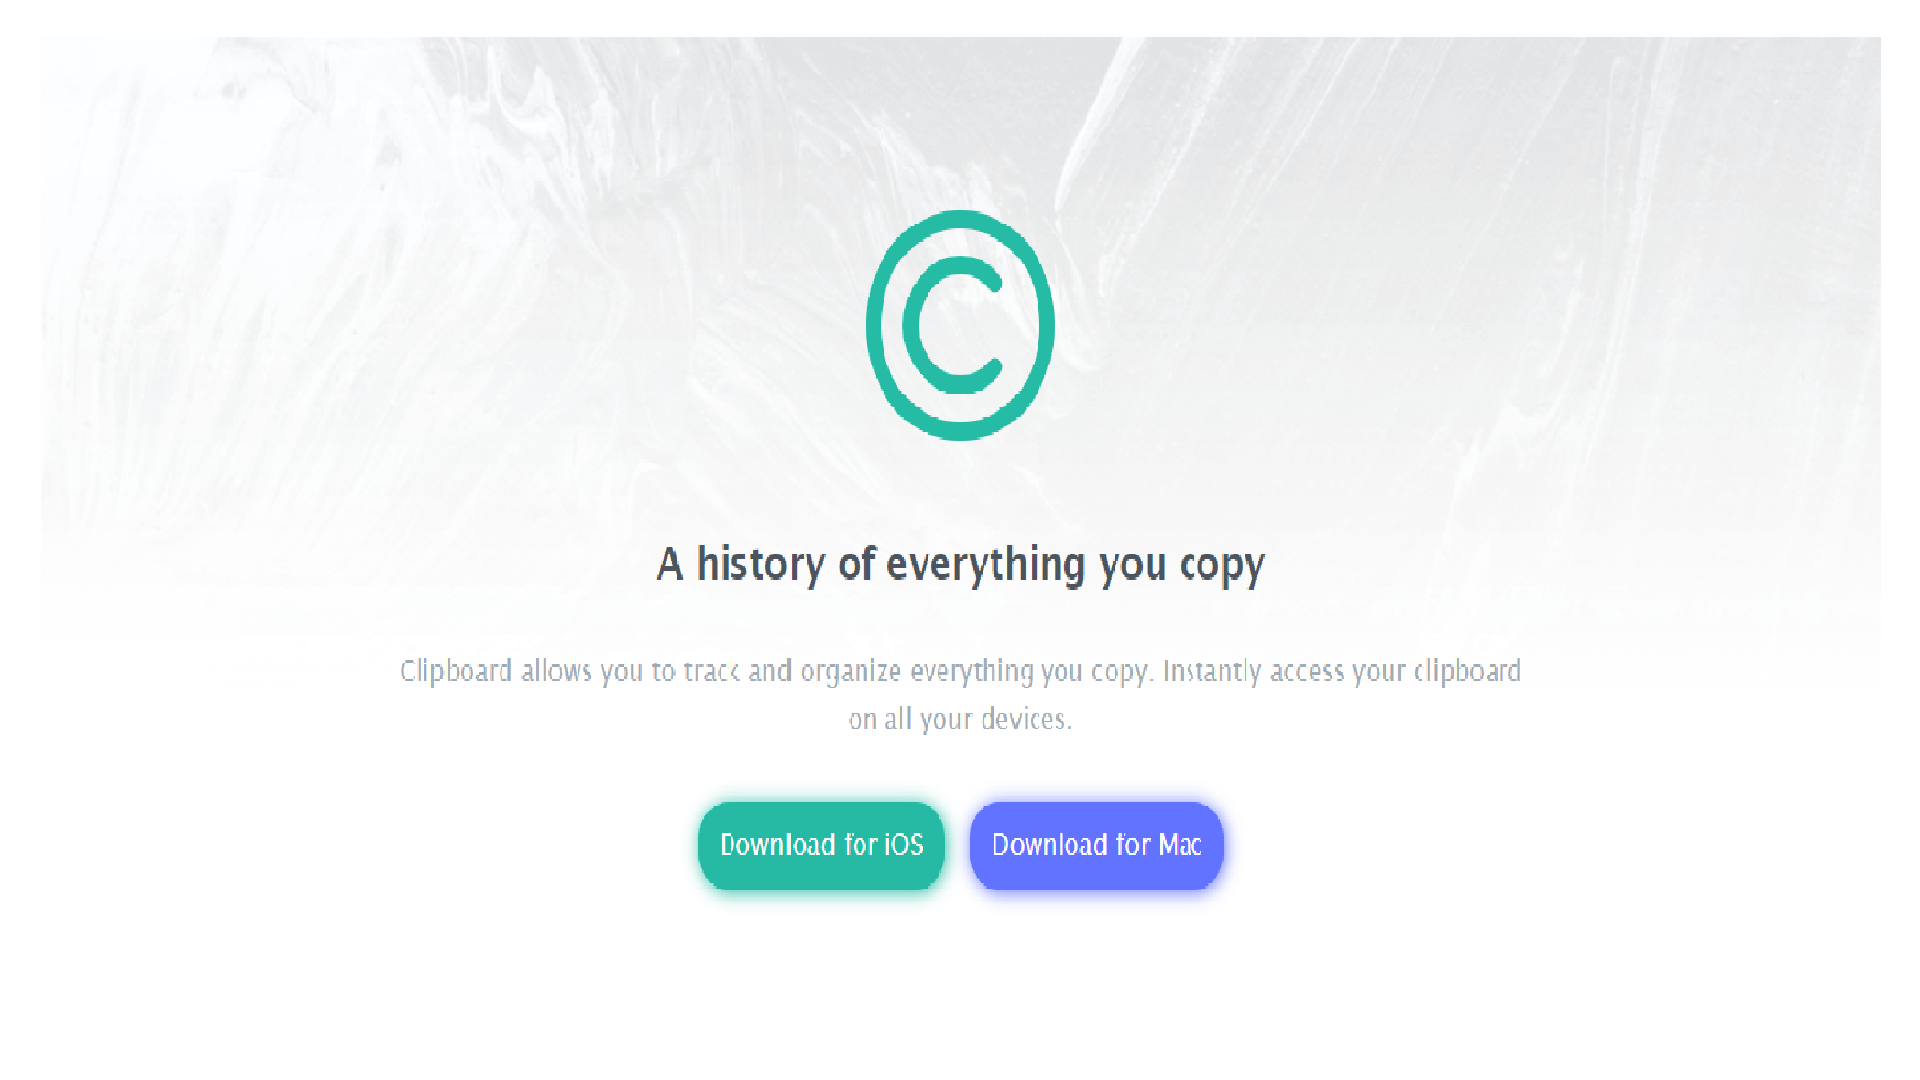 ©
A history of everything you copy
Clipboard allows you to track and organize everything you copy. Instantly access your clipboard
on all your devices.
Download for iOS
Download for Mac